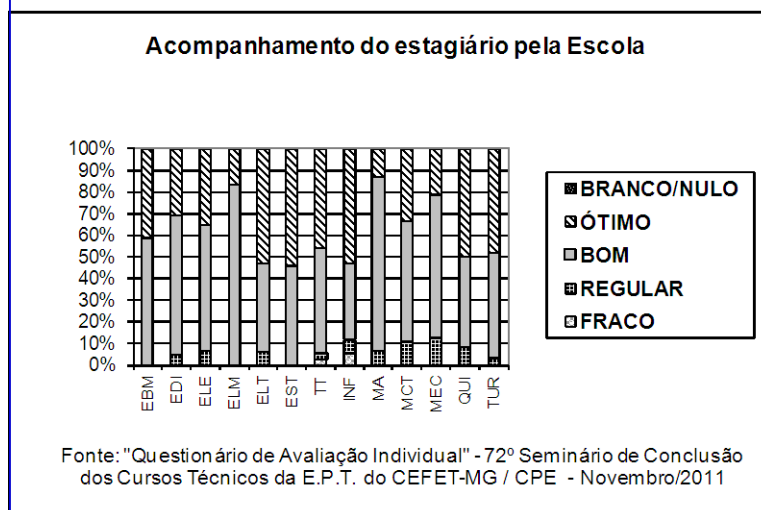 Acompanhamento do estagiário pela Escola
100%
90%
80%
70%
60%
50%
40%
30%
20%
10%
0%
EBM
EDI
ELE
ELM
ELT
EST
TT
INF
MA
MCT
MEC
QUI
TUR
BRANCO/NULO
ÓTIMO
BOM
REGULAR
FRACO
Fonte: "Questionário de Avaliação Individual" - 72º Seminário de Conclusão
dos Cursos Técnicos da E.P.T. do CEFET-MG / CPE - Novembro/2011